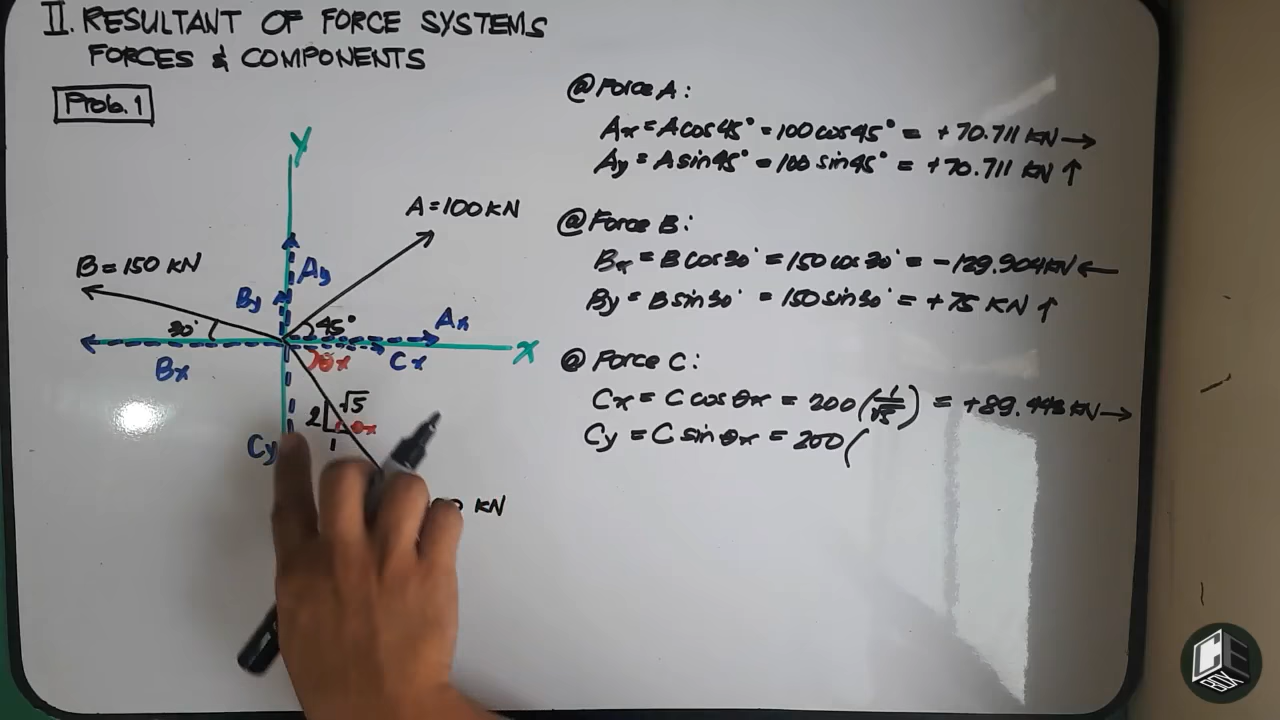 II. RESULTANT OF FORCE SYSTEMS
FORCES & COMPONENTS
Prob. 1
Y
A = 100 KN
B = 150 KN
Ay
By
30°
45°
Ax
X
Bx
θx
Cx
√5
2
θx
1
Cy
KN
@ Force A:
Ax = A cos 45° = 100 cos 45° = +70.711 KN →
Ay = A sin 45° = 100 sin 45° = +70.711 KN ↑
@ Force B:
Bx = B cos 30° = 150 cos 30° = -129.904 KN ←
By = B sin 30° = 150 sin 30° = +75 KN ↑
@ Force C:
Cx = C cos θx = 200 (1/√5) = +89.443 KN →
Cy = C sin θx = 200 (
CE
BOX